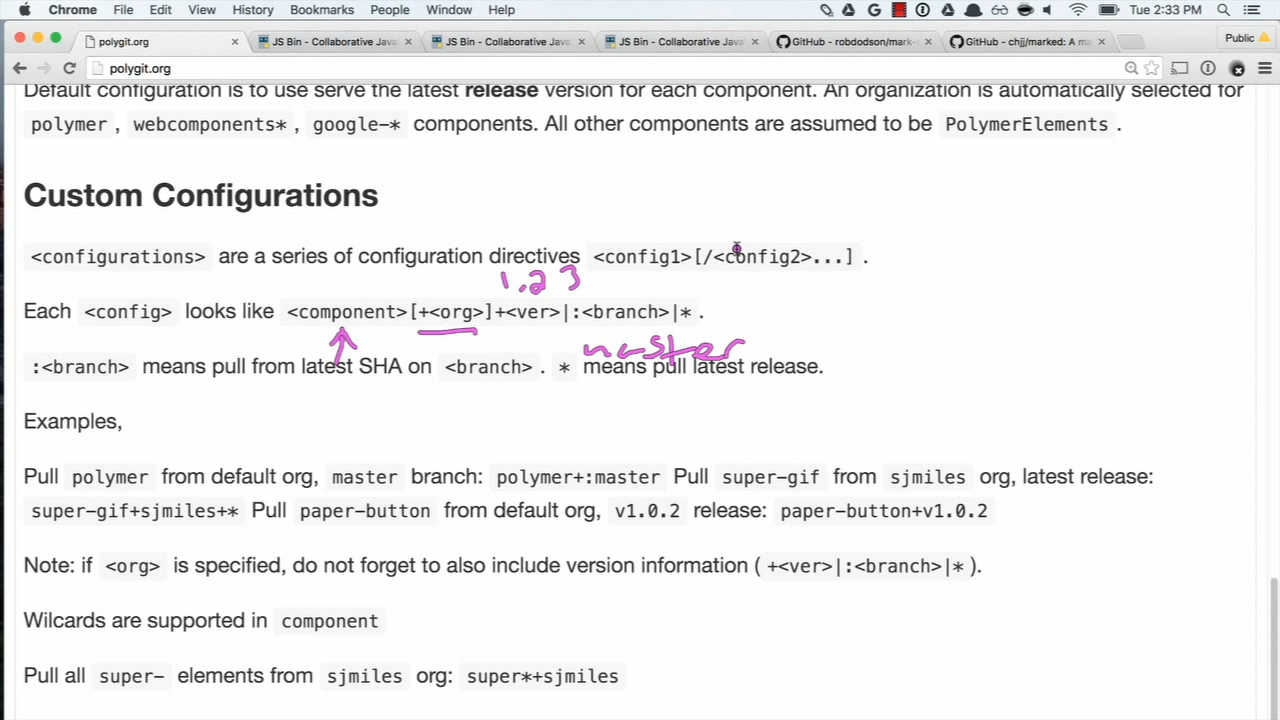 Chrome File Edit View History Bookmarks People Window Help Tue 2:33 PM
polygit.org JS Bin - Collaborative Java JS Bin - Collaborative Java JS Bin - Collaborative Java GitHub - robdodson/mark- GitHub - chjj/marked: A ma Public
polygit.org
Default configuration is to use serve the latest release version for each component. An organization is automatically selected for
polymer , webcomponents* , google-* components. All other components are assumed to be PolymerElements .
Custom Configurations
<configurations> are a series of configuration directives <config1>[/<config2>...] .
1.2 3
Each <config> looks like <component>[+<org>]+<ver>|:<branch>|* .
master
:<branch> means pull from latest SHA on <branch> . * means pull latest release.
Examples,
Pull polymer from default org, master branch: polymer+:master Pull super-gif from sjmiles org, latest release:
super-gif+sjmiles+* Pull paper-button from default org, v1.0.2 release: paper-button+v1.0.2
Note: if <org> is specified, do not forget to also include version information ( +<ver>|:<branch>|* ).
Wilcards are supported in component
Pull all super- elements from sjmiles org: super*+sjmiles